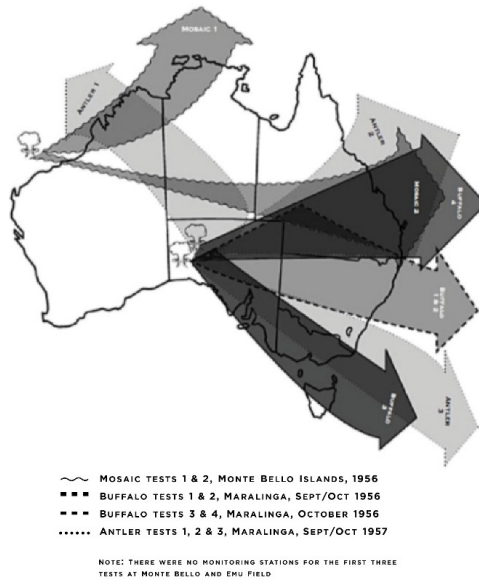 MOSAIC 1
ANTLER 1
ANTLER 2
MOSAIC 2
BUFFALO 4
BUFFALO 1 & 2
BUFFALO 3
ANTLER 3
MOSAIC TESTS 1 & 2, MONTE BELLO ISLANDS, 1956
BUFFALO TESTS 1 & 2, MARALINGA, SEPT/OCT 1956
BUFFALO TESTS 3 & 4, MARALINGA, OCTOBER 1956
ANTLER TESTS 1, 2 & 3, MARALINGA, SEPT/OCT 1957
NOTE: THERE WERE NO MONITORING STATIONS FOR THE FIRST THREE
TESTS AT MONTE BELLO AND EMU FIELD